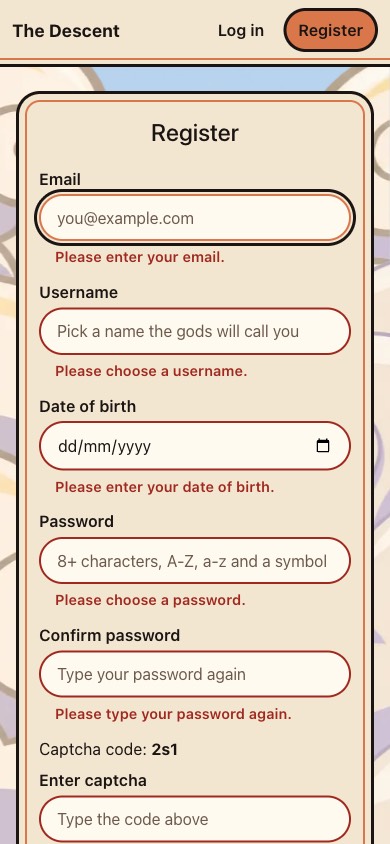 The Descent
Log in
Register
Register
Email
you@example.com
Please enter your email.
Username
Pick a name the gods will call you
Please choose a username.
Date of birth
dd/mm/yyyy
Please enter your date of birth.
Password
8+ characters, A-Z, a-z and a symbol
Please choose a password.
Confirm password
Type your password again
Please type your password again.
Captcha code: 2s1
Enter captcha
Type the code above